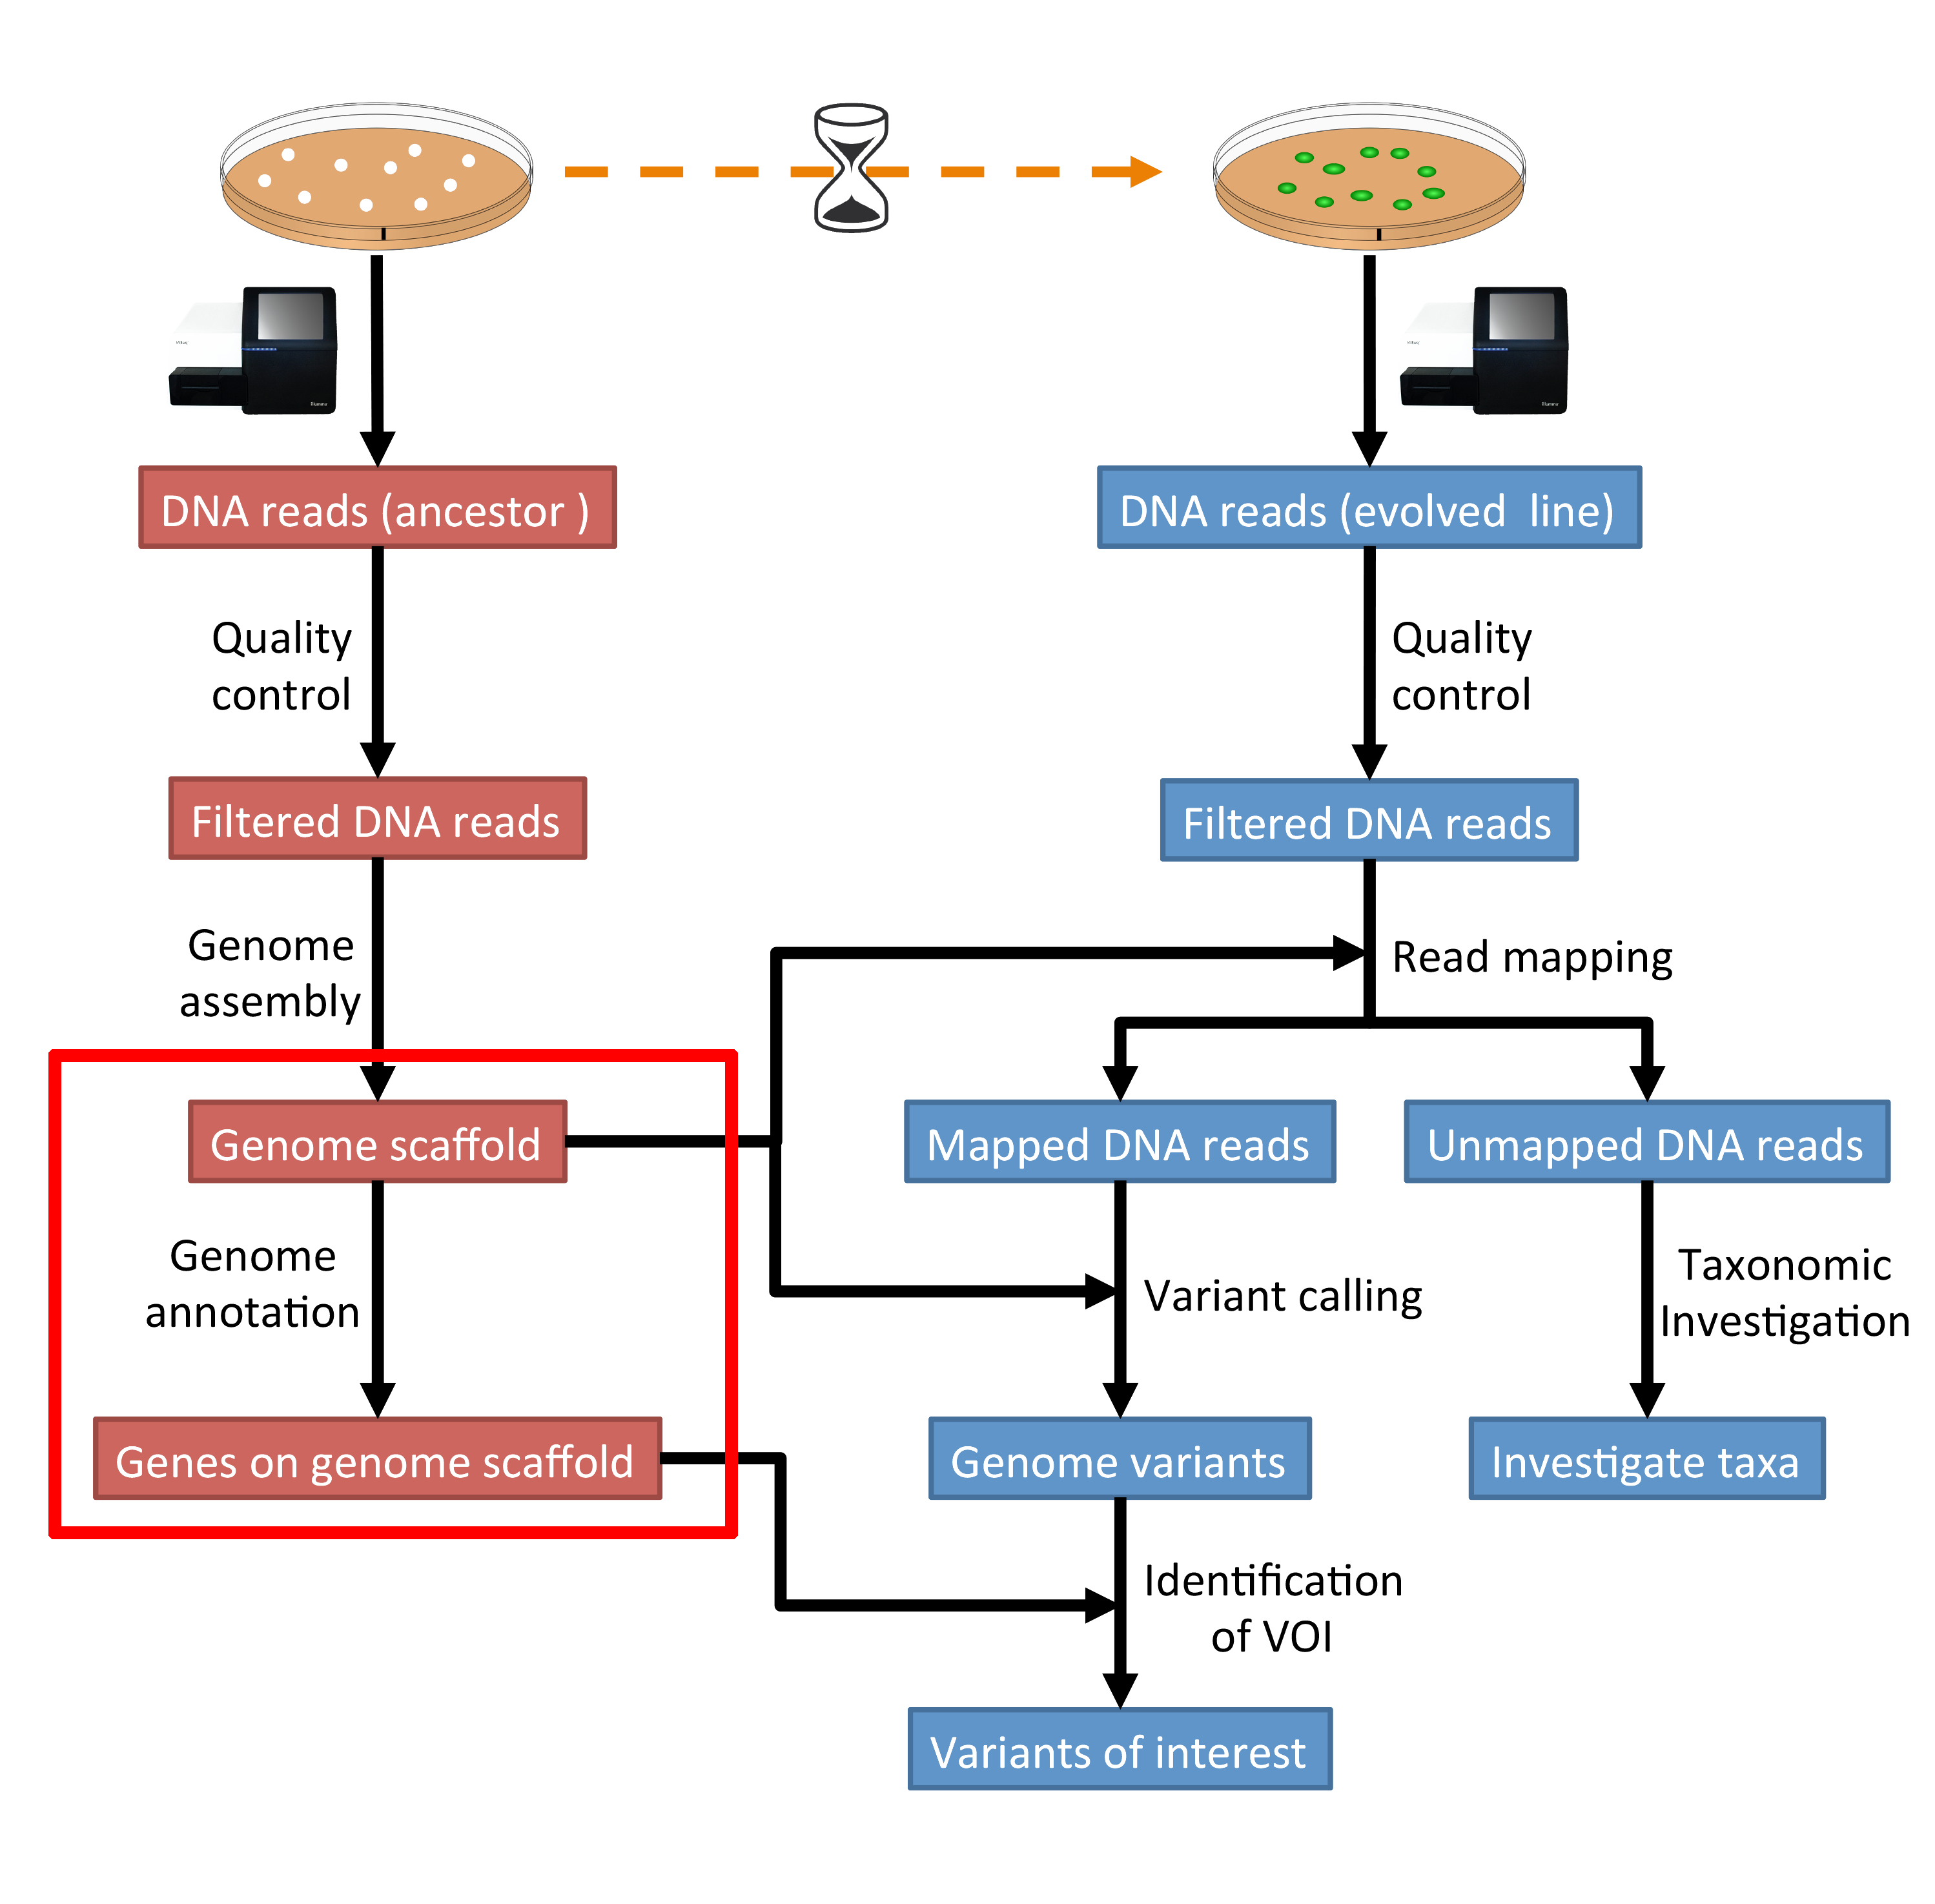 DNA reads (ancestor )
DNA reads (evolved  line)
Quality
control
Quality
control
Filtered DNA reads
Filtered DNA reads
Genome
assembly
Read mapping
Genome scaffold
Mapped DNA reads
Unmapped DNA reads
Genome
annotation
Variant calling
Taxonomic
Investigation
Genes on genome scaffold
Genome variants
Investigate taxa
Identification
of VOI
Variants of interest